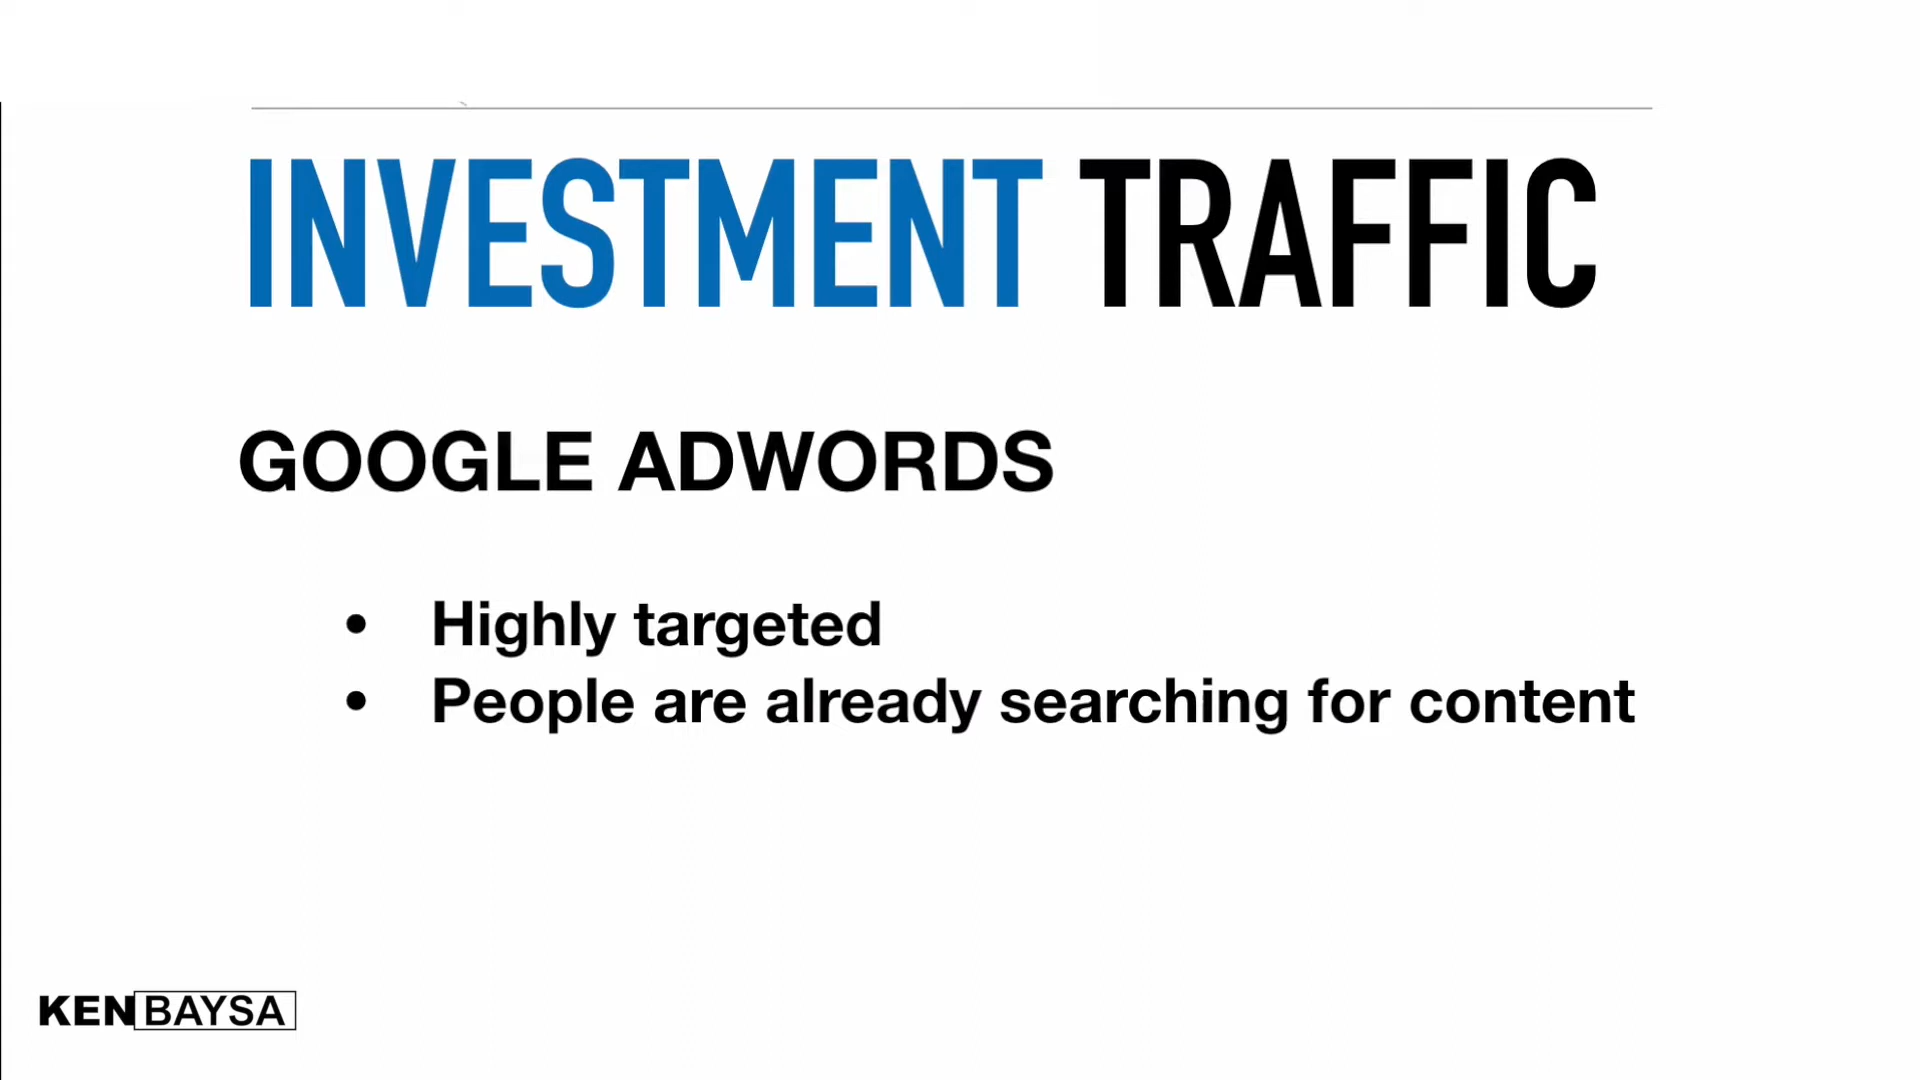 INVESTMENT TRAFFIC
GOOGLE ADWORDS
• Highly targeted
• People are already searching for content
KENBAYSA